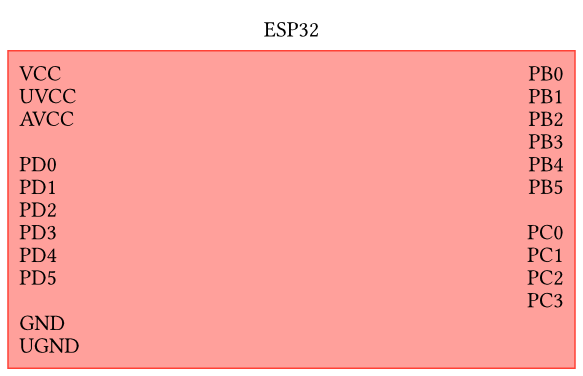 ESP32
VCC
UVCC
AVCC
PD0
PD1
PD2
PD3
PD4
PD5
GND
UGND
PB0
PB1
PB2
PB3
PB4
PB5
PC0
PC1
PC2
PC3